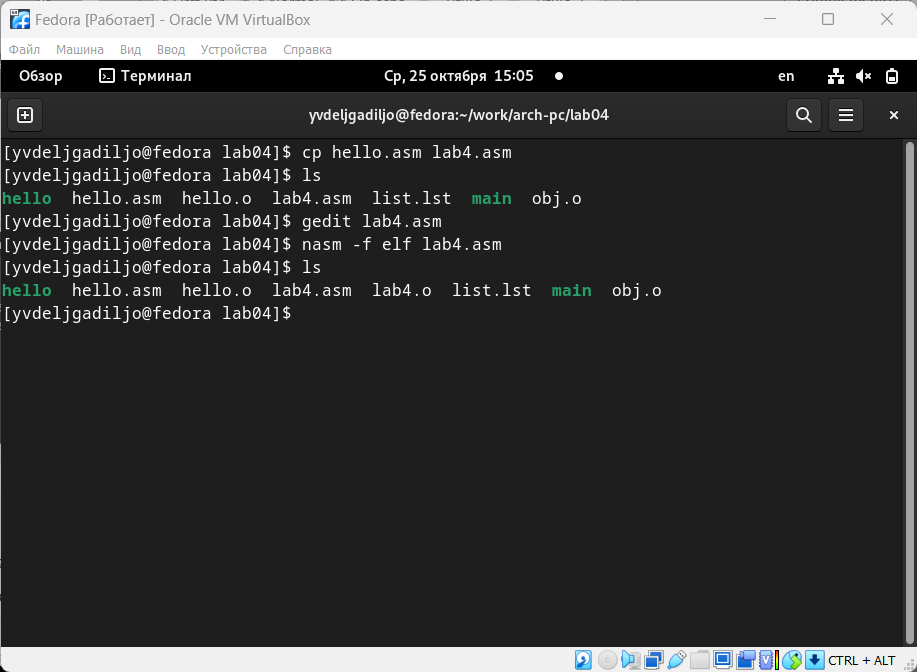 Fedora [Работает] - Oracle VM VirtualBox
Файл Машина Вид Ввод Устройства Справка
Обзор Терминал Ср, 25 октября 15:05 en
yvdeljgadiljo@fedora:~/work/arch-pc/lab04
[yvdeljgadiljo@fedora lab04]$ cp hello.asm lab4.asm
[yvdeljgadiljo@fedora lab04]$ ls
hello hello.asm hello.o lab4.asm list.lst main obj.o
[yvdeljgadiljo@fedora lab04]$ gedit lab4.asm
[yvdeljgadiljo@fedora lab04]$ nasm -f elf lab4.asm
[yvdeljgadiljo@fedora lab04]$ ls
hello hello.asm hello.o lab4.asm lab4.o list.lst main obj.o
[yvdeljgadiljo@fedora lab04]$
CTRL + ALT